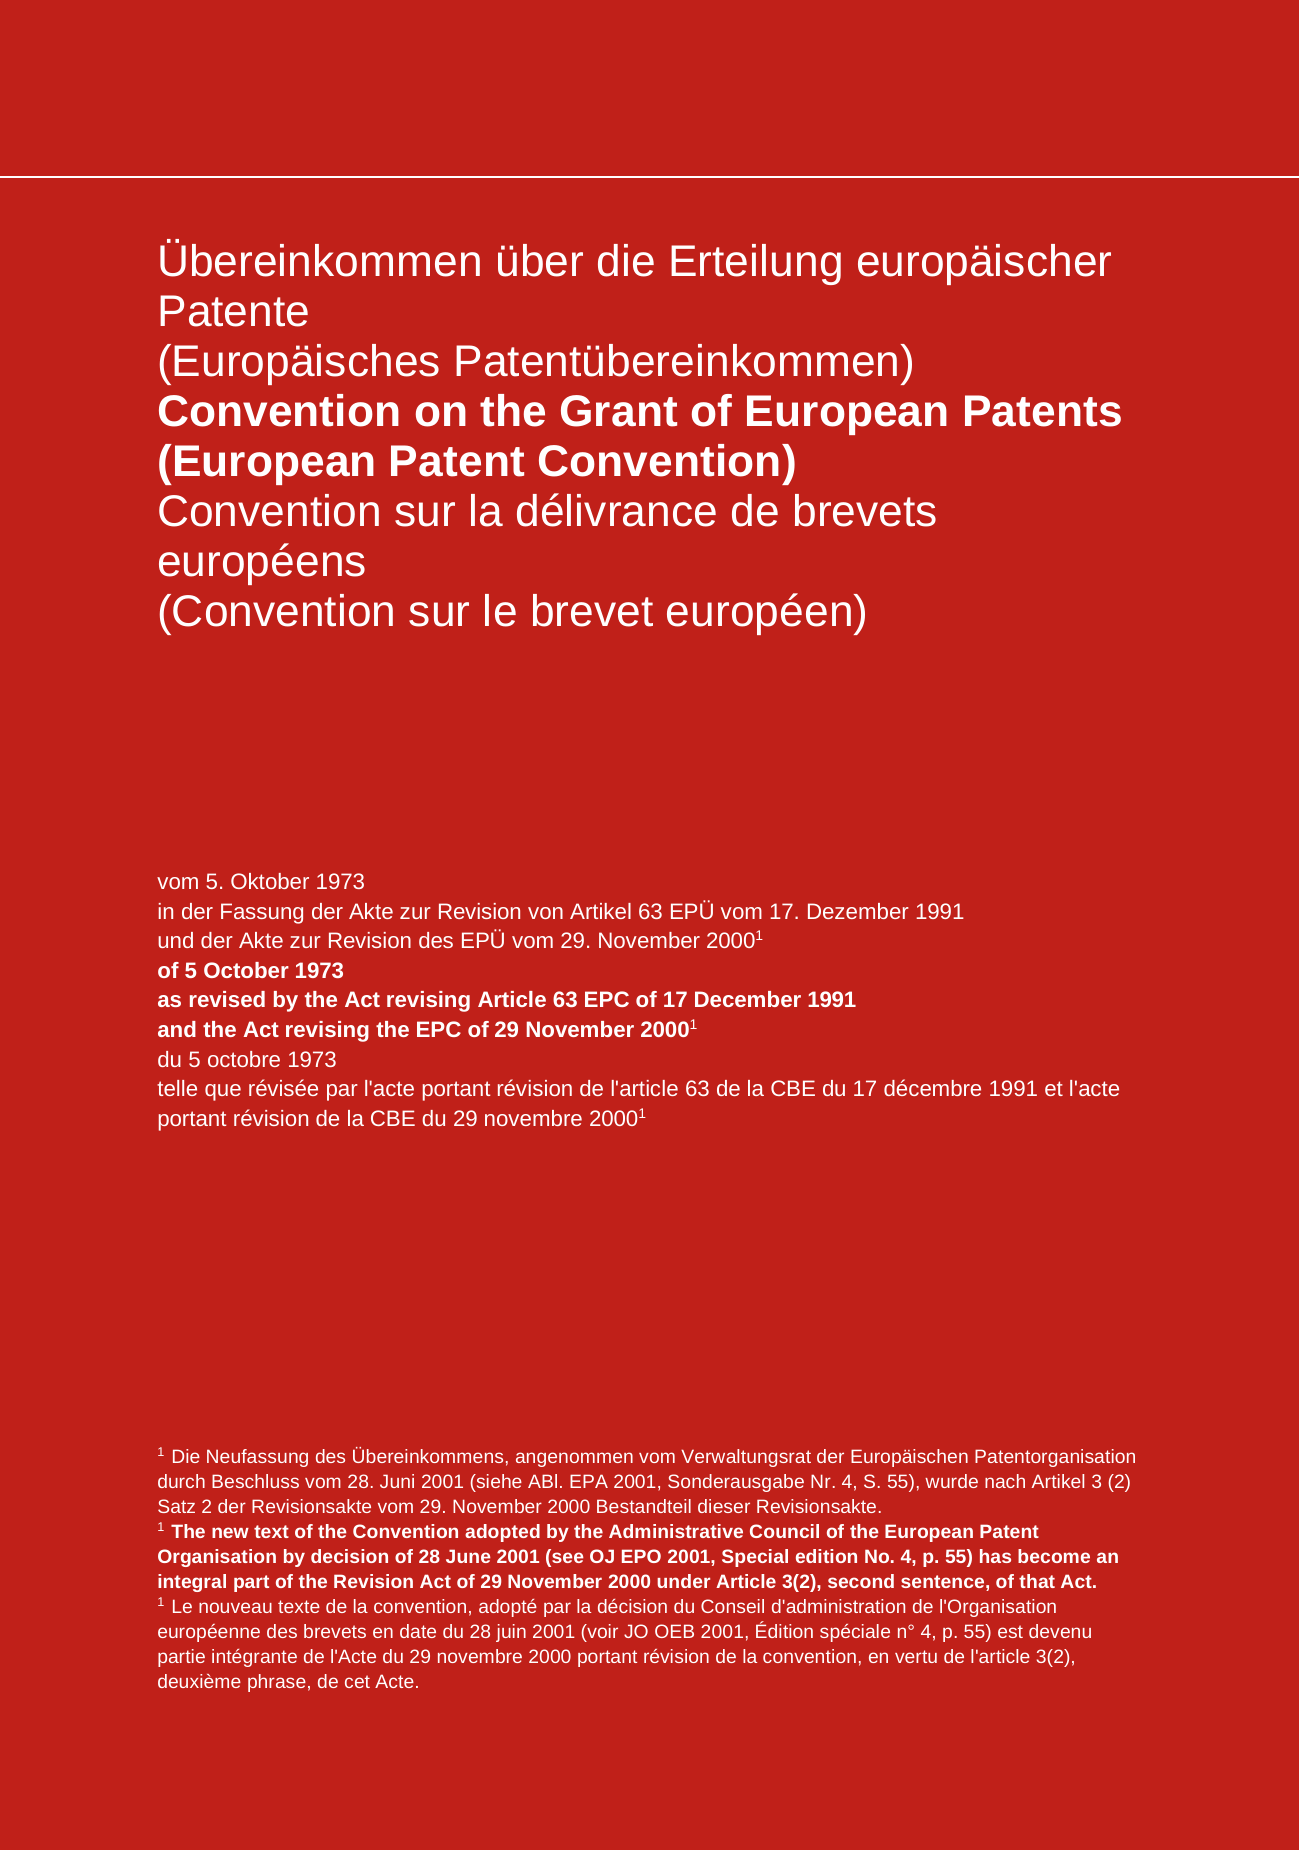 Übereinkommen über die Erteilung europäischer
Patente
(Europäisches Patentübereinkommen)
Convention on the Grant of European Patents
(European Patent Convention)
Convention sur la délivrance de brevets
européens
(Convention sur le brevet européen)
vom 5. Oktober 1973
in der Fassung der Akte zur Revision von Artikel 63 EPÜ vom 17. Dezember 1991
und der Akte zur Revision des EPÜ vom 29. November 2000¹
of 5 October 1973
as revised by the Act revising Article 63 EPC of 17 December 1991
and the Act revising the EPC of 29 November 2000¹
du 5 octobre 1973
telle que révisée par l'acte portant révision de l'article 63 de la CBE du 17 décembre 1991 et l'acte
portant révision de la CBE du 29 novembre 2000¹
¹ Die Neufassung des Übereinkommens, angenommen vom Verwaltungsrat der Europäischen Patentorganisation
durch Beschluss vom 28. Juni 2001 (siehe ABl. EPA 2001, Sonderausgabe Nr. 4, S. 55), wurde nach Artikel 3 (2)
Satz 2 der Revisionsakte vom 29. November 2000 Bestandteil dieser Revisionsakte.
¹ The new text of the Convention adopted by the Administrative Council of the European Patent
Organisation by decision of 28 June 2001 (see OJ EPO 2001, Special edition No. 4, p. 55) has become an
integral part of the Revision Act of 29 November 2000 under Article 3(2), second sentence, of that Act.
¹ Le nouveau texte de la convention, adopté par la décision du Conseil d'administration de l'Organisation
européenne des brevets en date du 28 juin 2001 (voir JO OEB 2001, Édition spéciale n° 4, p. 55) est devenu
partie intégrante de l'Acte du 29 novembre 2000 portant révision de la convention, en vertu de l'article 3(2),
deuxième phrase, de cet Acte.